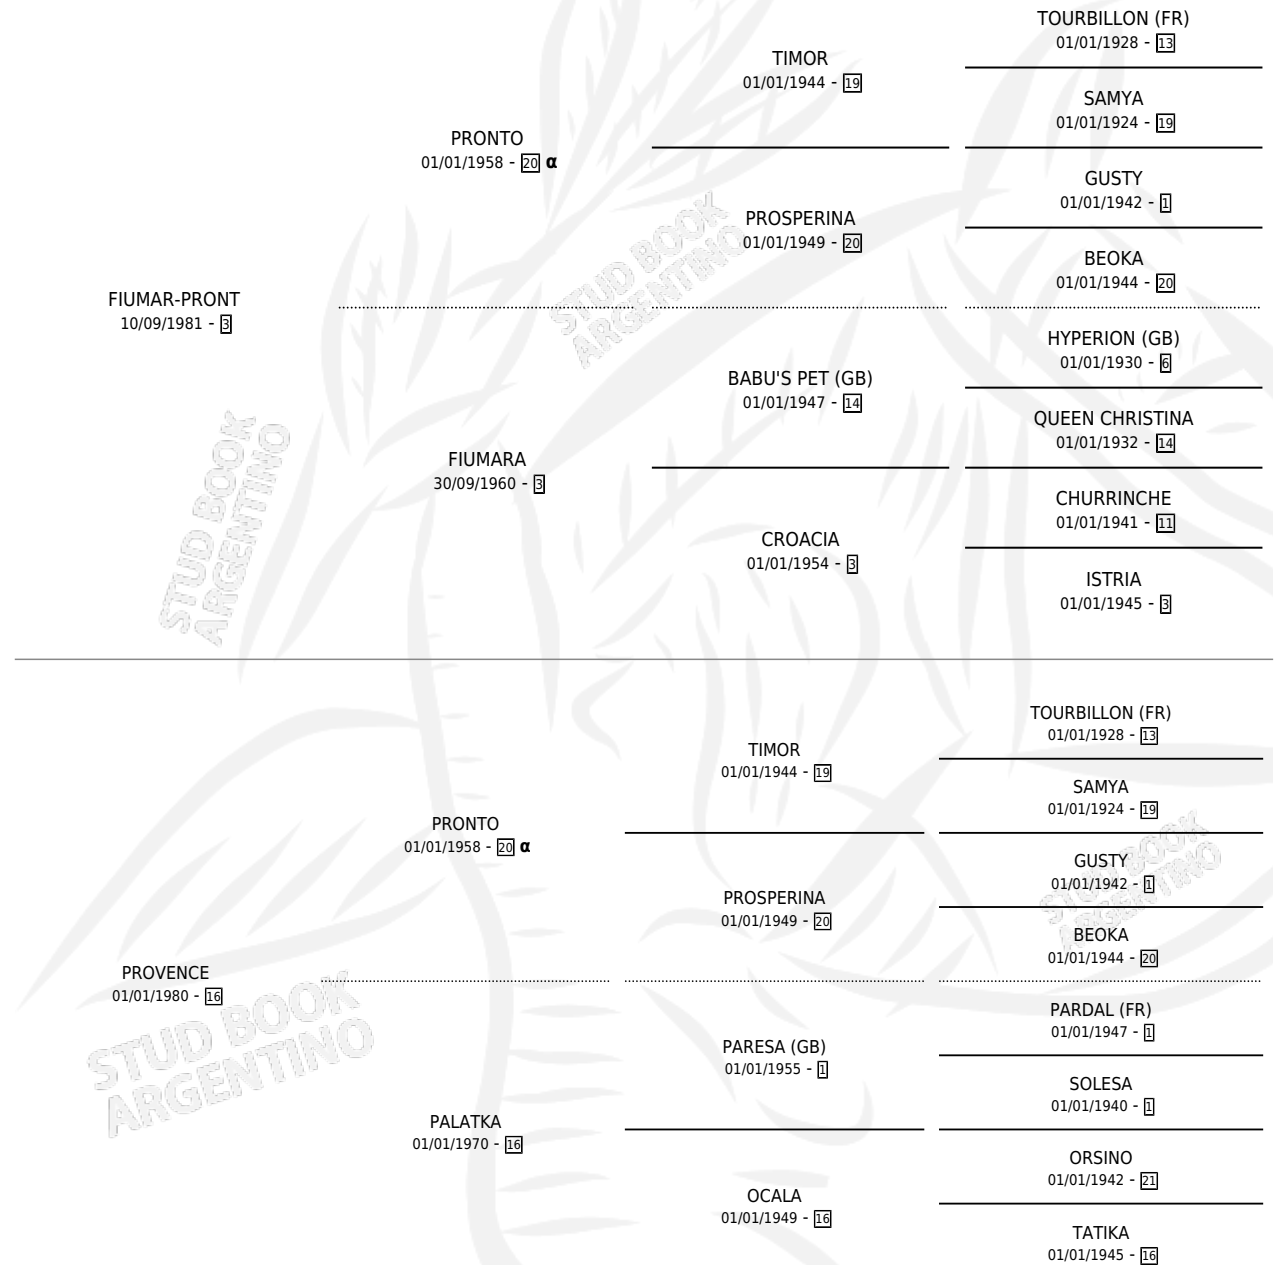 TOURBILLON (FR)
01/01/1928 - 13
TIMOR
01/01/1944 - 19
SAMYA
01/01/1924 - 19
PRONTO
01/01/1958 - 20 α
GUSTY
01/01/1942 - 1
PROSPERINA
01/01/1949 - 20
BEOKA
01/01/1944 - 20
FIUMAR-PRONT
10/09/1981 - 3
HYPERION (GB)
01/01/1930 - 6
BABU'S PET (GB)
01/01/1947 - 14
QUEEN CHRISTINA
01/01/1932 - 14
FIUMARA
30/09/1960 - 3
CHURRINCHE
01/01/1941 - 11
CROACIA
01/01/1954 - 3
ISTRIA
01/01/1945 - 3
STUD BOOK
ARGENTINO
STUD BOOK
ARGENTINO
TOURBILLON (FR)
01/01/1928 - 13
TIMOR
01/01/1944 - 19
SAMYA
01/01/1924 - 19
PRONTO
01/01/1958 - 20 α
GUSTY
01/01/1942 - 1
PROSPERINA
01/01/1949 - 20
BEOKA
01/01/1944 - 20
PROVENCE
01/01/1980 - 16
PARDAL (FR)
01/01/1947 - 1
PARESA (GB)
01/01/1955 - 1
SOLESA
01/01/1940 - 1
PALATKA
01/01/1970 - 16
ORSINO
01/01/1942 - 21
OCALA
01/01/1949 - 16
TATIKA
01/01/1945 - 16
STUD BOOK
ARGENTINO
STUD BOOK
ARGENTINO